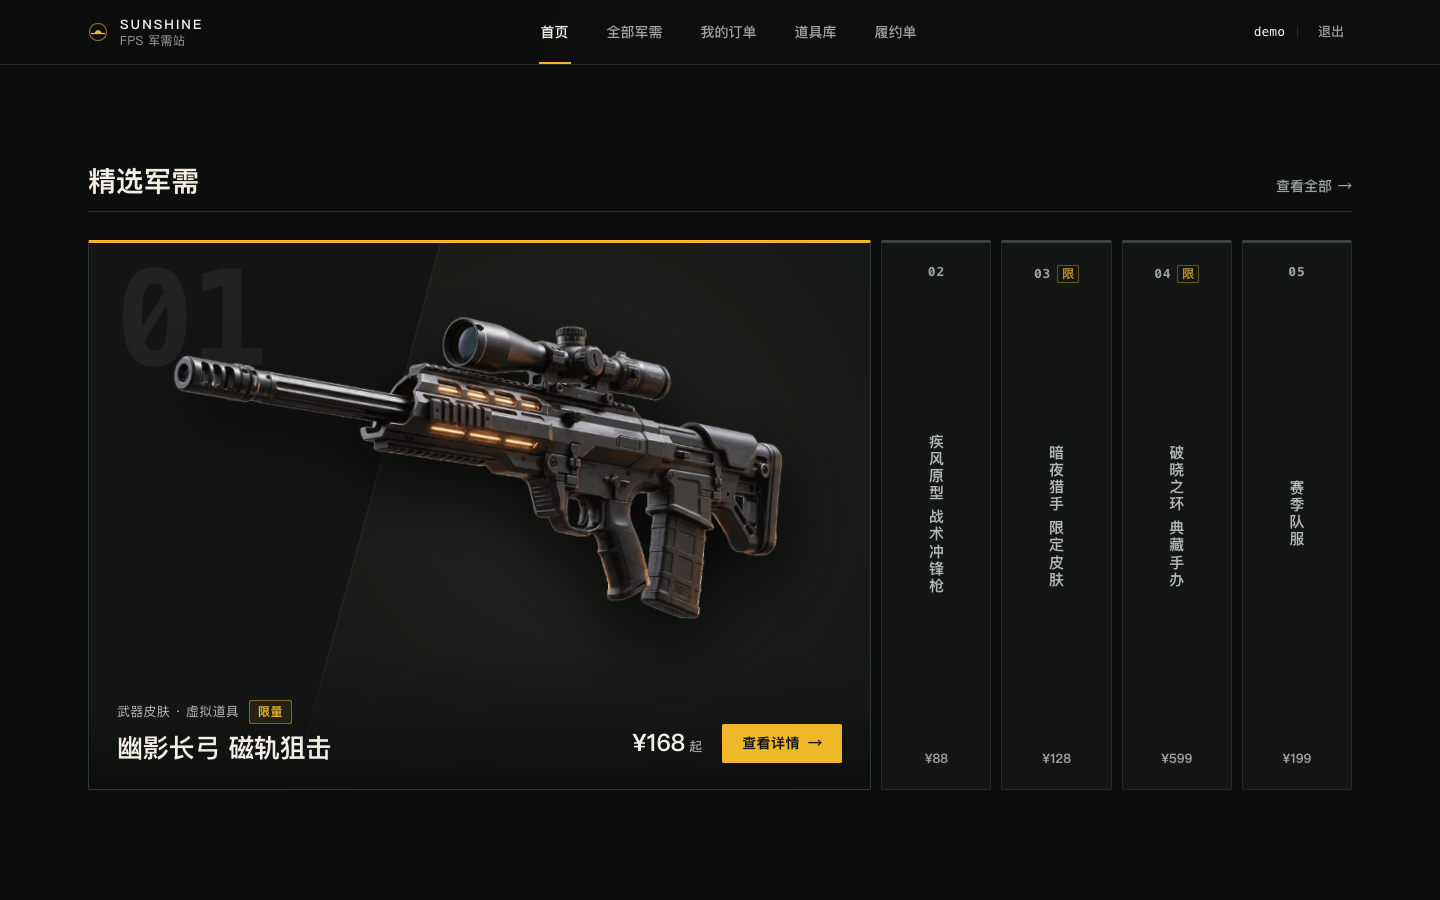 SUNSHINE
FPS 军需站
首页
全部军需
我的订单
道具库
履约单
demo
退出
精选军需
查看全部 →
01
武器皮肤 · 虚拟道具
限量
幽影长弓 磁轨狙击
¥168 起
查看详情 →
02
疾风原型 战术冲锋枪
¥88
03 限
暗夜猎手 限定皮肤
¥128
04 限
破晓之环 典藏手办
¥599
05
赛季队服
¥199